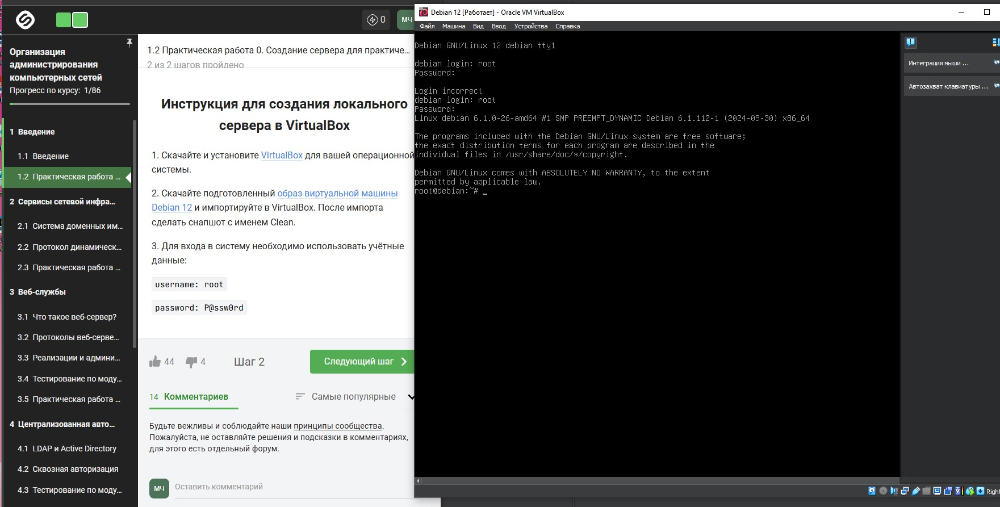 0
МЧ
Организация
администрирования
компьютерных сетей
Прогресс по курсу: 1/86
1 Введение
1.1 Введение
1.2 Практическая работа ...
2 Сервисы сетевой инфра...
2.1 Система доменных им...
2.2 Протокол динамическ...
2.3 Практическая работа ...
3 Веб-службы
3.1 Что такое веб-сервер?
3.2 Протоколы веб-серве...
3.3 Реализации и админи...
3.4 Тестирование по моду...
3.5 Практическая работа ...
4 Централизованная авто...
4.1 LDAP и Active Directory
4.2 Сквозная авторизация
4.3 Тестирование по моду...
1.2 Практическая работа 0. Создание сервера для практиче...
2 из 2 шагов пройдено
Инструкция для создания локального
сервера в VirtualBox
1. Скачайте и установите VirtualBox для вашей операционной
системы.
2. Скачайте подготовленный образ виртуальной машины
Debian 12 и импортируйте в VirtualBox. После импорта
сделать снапшот с именем Clean.
3. Для входа в систему необходимо использовать учётные
данные:
username: root
password: P@ssw0rd
44
4
Шаг 2
Следующий шаг
14 Комментариев
Самые популярные
Будьте вежливы и соблюдайте наши принципы сообщества.
Пожалуйста, не оставляйте решения и подсказки в комментариях,
для этого есть отдельный форум.
МЧ
Оставить комментарий
Debian 12 [Работает] - Oracle VM VirtualBox
Файл Машина Вид Ввод Устройства Справка
Debian GNU/Linux 12 debian tty1
debian login: root
Password:
Login incorrect
debian login: root
Password:
Linux debian 6.1.0-26-amd64 #1 SMP PREEMPT_DYNAMIC Debian 6.1.112-1 (2024-09-30) x86_64
The programs included with the Debian GNU/Linux system are free software;
the exact distribution terms for each program are described in the
individual files in /usr/share/doc/*/copyright.
Debian GNU/Linux comes with ABSOLUTELY NO WARRANTY, to the extent
permitted by applicable law.
root@debian:~# _
Интеграция мыши ...
Автозахват клавиатуры ...
Right